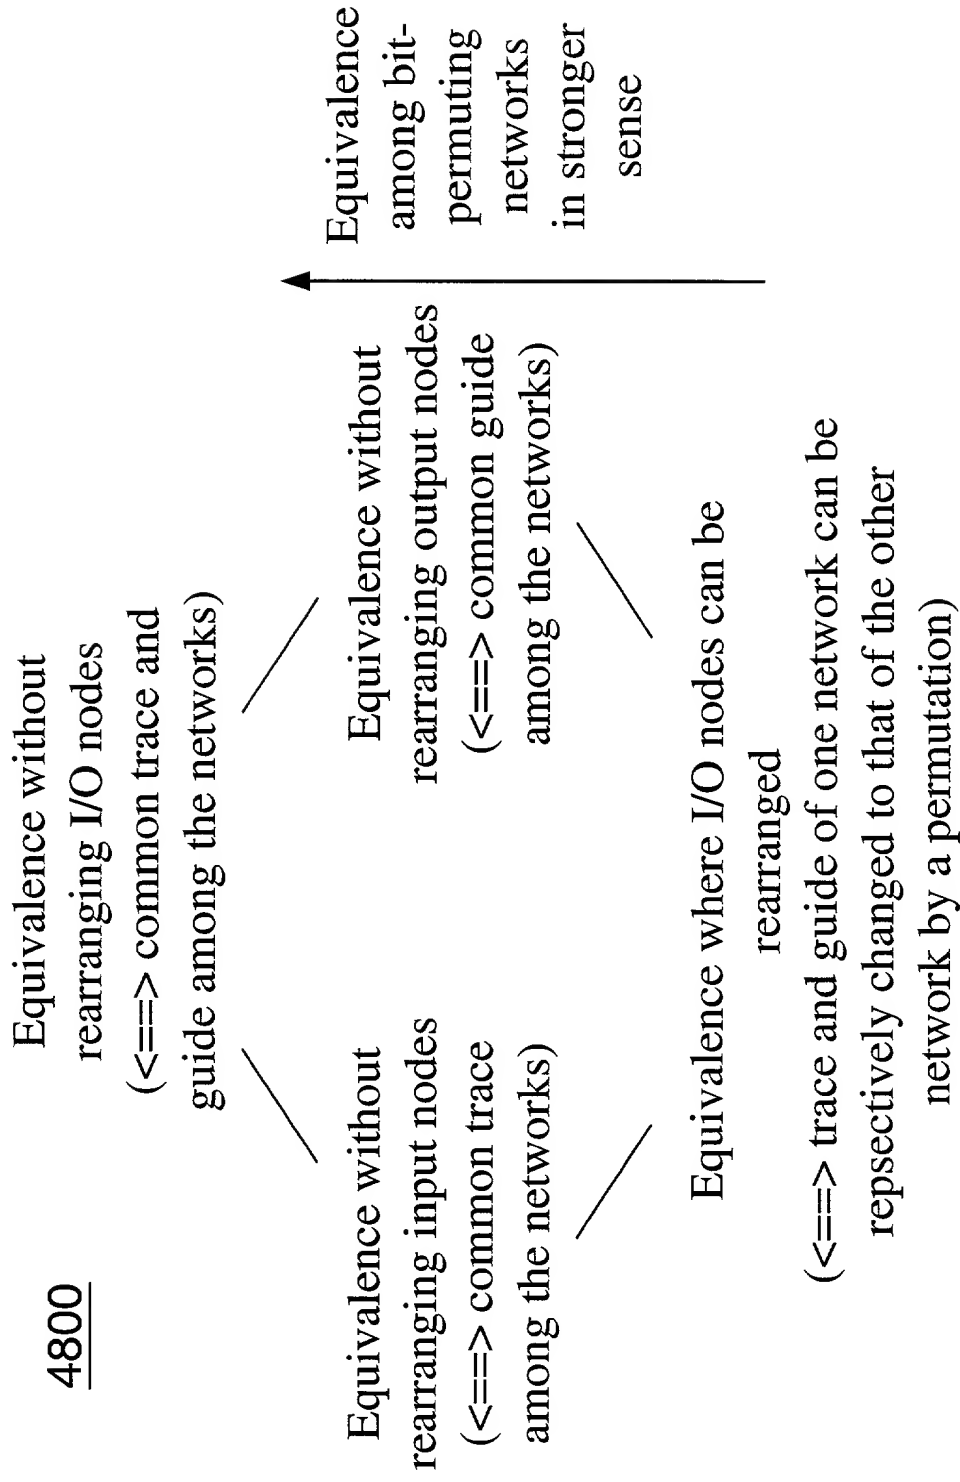 4800
Equivalence without
rearranging I/O nodes
(<==> common trace and
guide among the networks)
Equivalence without
rearranging input nodes
(<==> common trace
among the networks)
Equivalence without
rearranging output nodes
(<==> common guide
among the networks)
Equivalence
among bit-
permuting
networks
in stronger
sense
Equivalence where I/O nodes can be
rearranged
(<==> trace and guide of one network can be
repsectively changed to that of the other
network by a permutation)